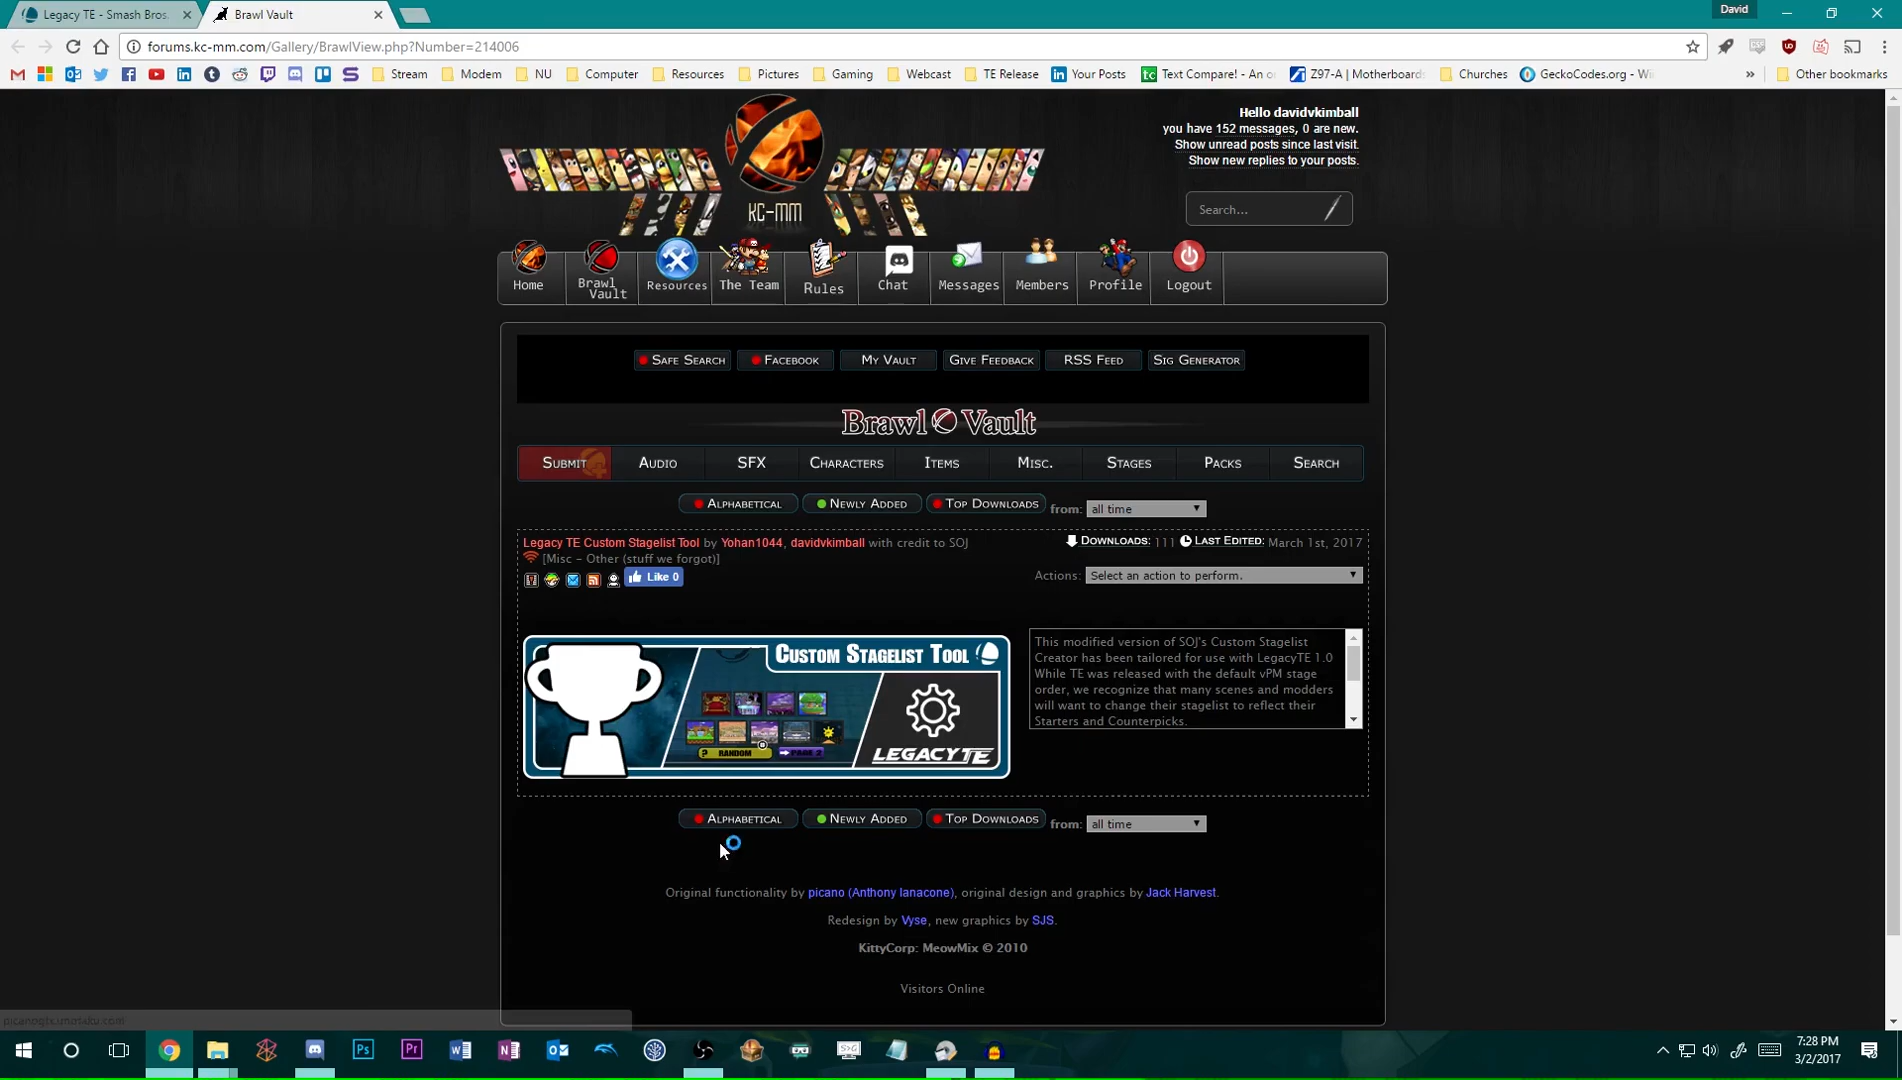 Legacy TE - Smash Bros.
Brawl Vault
David
forums.kc-mm.com/Gallery/BrawlView.php?Number=214006
Stream
Modem
NU
Computer
Resources
Pictures
Gaming
Webcast
TE Release
Your Posts
Text Compare! - An o
Z97-A | Motherboards
Churches
GeckoCodes.org - Wii
»
Other bookmarks
Hello davidvkimball
you have 152 messages, 0 are new.
Show unread posts since last visit.
Show new replies to your posts.
KC-MM
Search...
Home
Brawl Vault
Resources
The Team
Rules
Chat
Messages
Members
Profile
Logout
Safe Search
Facebook
My Vault
Give Feedback
RSS Feed
Sig Generator
Brawl Vault
Submit
Audio
SFX
Characters
Items
Misc.
Stages
Packs
Search
Alphabetical
Newly Added
Top Downloads
from:
all time
Legacy TE Custom Stagelist Tool by Yohan1044, davidvkimball with credit to SOJ
Downloads: 111
Last Edited: March 1st, 2017
[Misc - Other (stuff we forgot)]
Like 0
Actions:
Select an action to perform.
Custom Stagelist Tool
? RANDOM
PAGE 2
LEGACY TE
This modified version of SOJ's Custom Stagelist
Creator has been tailored for use with LegacyTE 1.0
While TE was released with the default vPM stage
order, we recognize that many scenes and modders
will want to change their stagelist to reflect their
Starters and Counterpicks.
Alphabetical
Newly Added
Top Downloads
from:
all time
Original functionality by picano (Anthony Ianacone), original design and graphics by Jack Harvest.
Redesign by Vyse, new graphics by SJS.
KittyCorp: MeowMix © 2010
Visitors Online
7:28 PM
3/2/2017